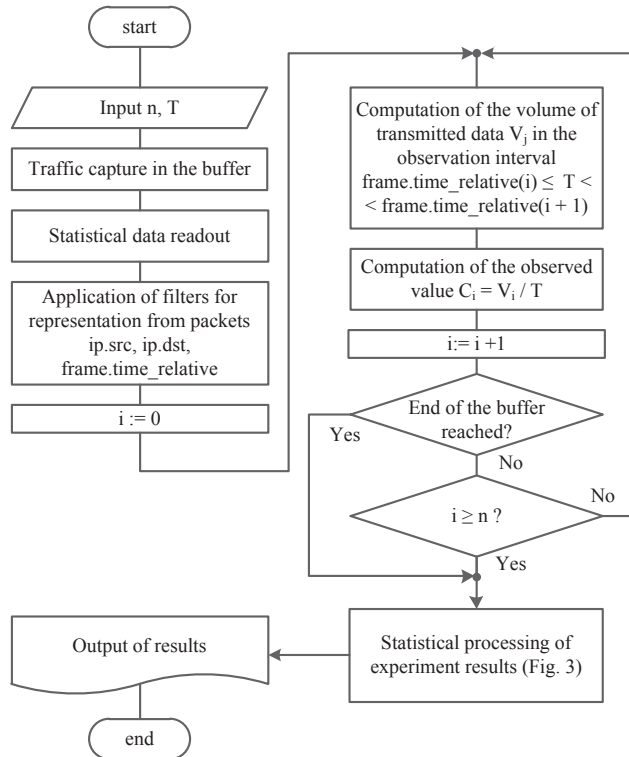 start
Input n, T
Traffic capture in the buffer
Statistical data readout
Application of filters for
representation from packets
ip.src, ip.dst,
frame.time_relative
i := 0
Computation of the volume of
transmitted data Vj in the
observation interval
frame.time_relative(i) ≤ T <
< frame.time_relative(i + 1)
Computation of the observed
value Ci = Vi / T
i:= i +1
End of the buffer
reached?
Yes
No
i ≥ n ?
No
Yes
Statistical processing of
experiment results (Fig. 3)
Output of results
end